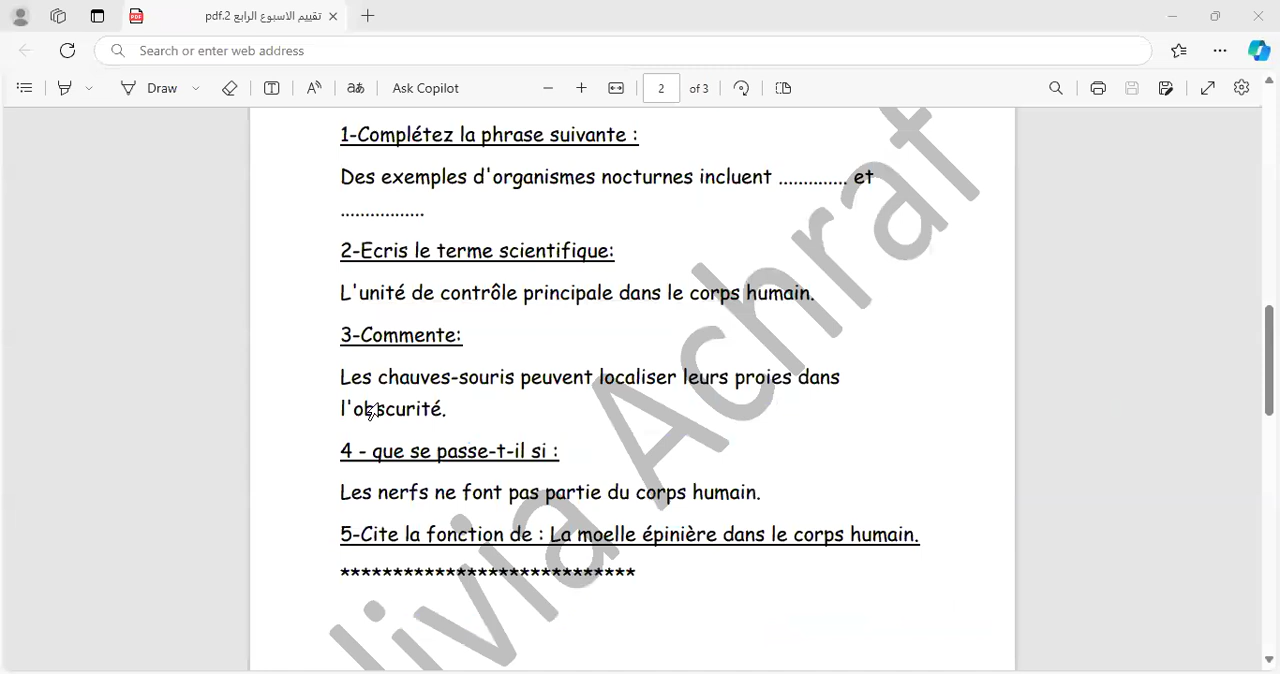 تقييم الاسبوع الرابع 2.pdf
Search or enter web address
Draw
Ask Copilot
2 of 3
1-Complétez la phrase suivante :
Des exemples d'organismes nocturnes incluent .............. et
.................
2-Ecris le terme scientifique:
L'unité de contrôle principale dans le corps humain.
3-Commente:
Les chauves-souris peuvent localiser leurs proies dans
l'obscurité.
4 - que se passe-t-il si :
Les nerfs ne font pas partie du corps humain.
5-Cite la fonction de : La moelle épinière dans le corps humain.
****************************
Achraf